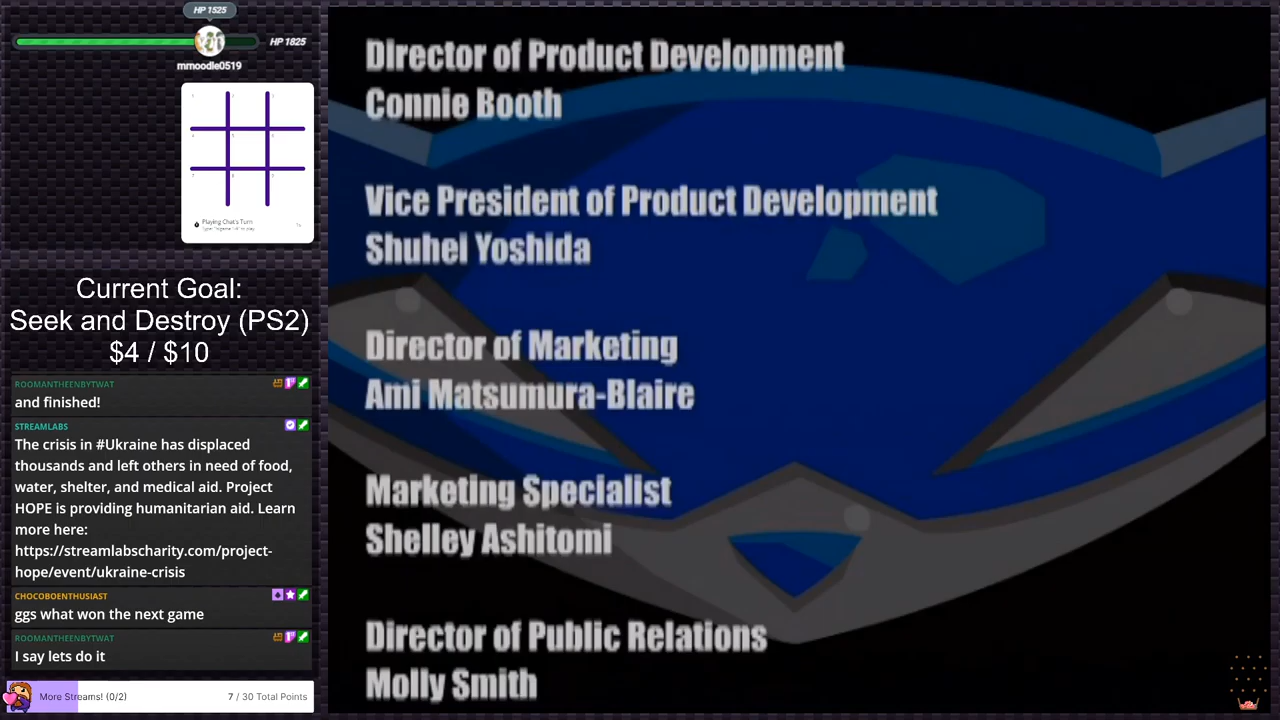 HP 1525
HP 1825
mmoodle0519
Playing Chat's Turn
Current Goal:
Seek and Destroy (PS2)
$4 / $10
ROOMANTHEENBYTWAT
and finished!
STREAMLABS
The crisis in #Ukraine has displaced
thousands and left others in need of food,
water, shelter, and medical aid. Project
HOPE is providing humanitarian aid. Learn
more here:
https://streamlabscharity.com/project-
hope/event/ukraine-crisis
CHOCOBOENTHUSIAST
ggs what won the next game
ROOMANTHEENBYTWAT
I say lets do it
More Streams! (0/2)
7 / 30 Total Points
Director of Product Development
Connie Booth
Vice President of Product Development
Shuhei Yoshida
Director of Marketing
Ami Matsumura-Blaire
Marketing Specialist
Shelley Ashitomi
Director of Public Relations
Molly Smith